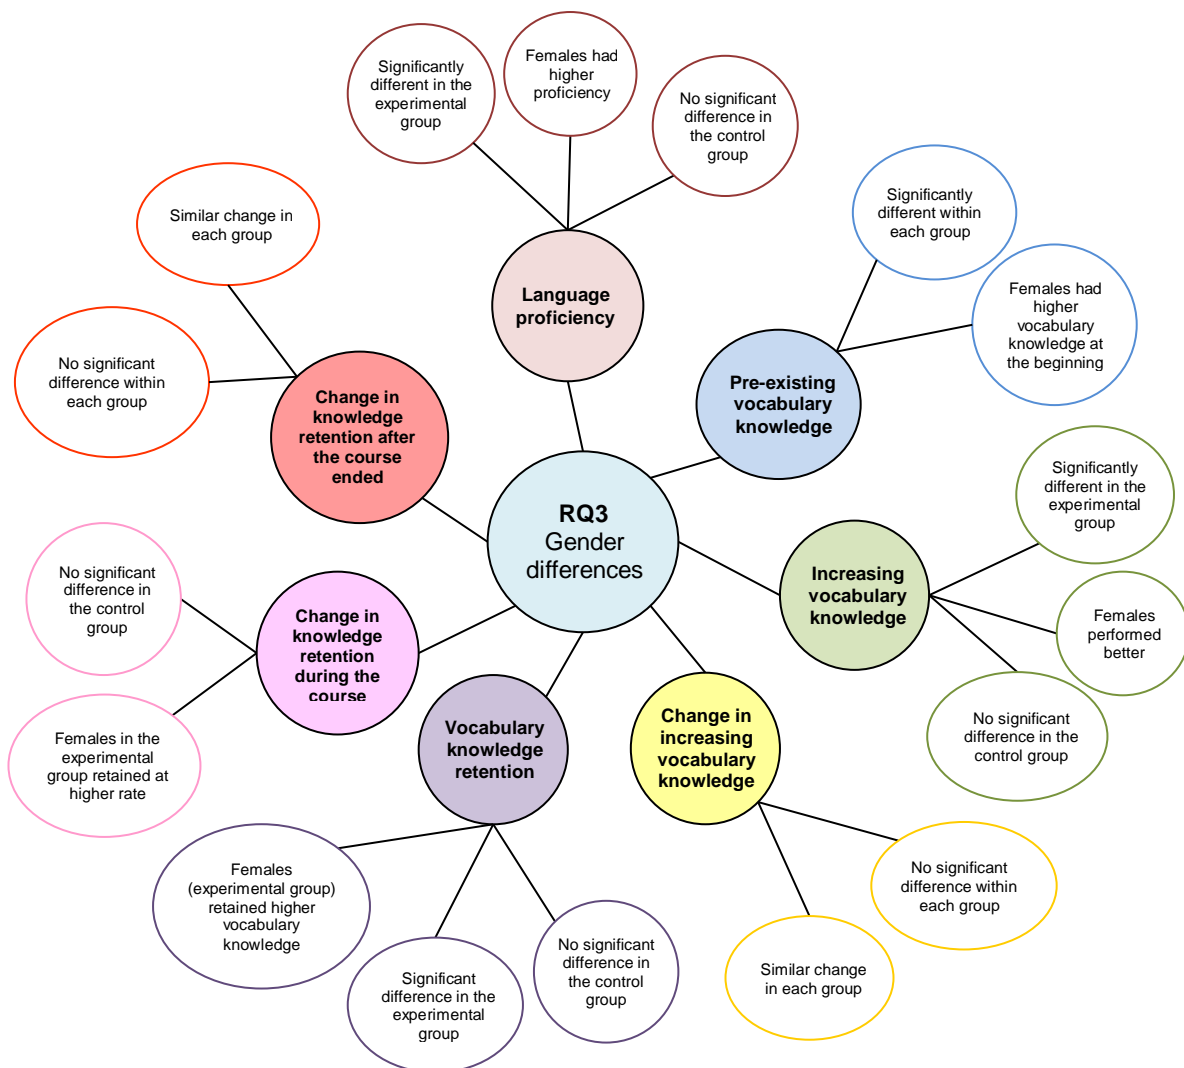 Significantly
different in the
experimental
group
Females had
higher
proficiency
No significant
difference in
the control
group
Language
proficiency
Significantly
different within
each group
Females had
higher
vocabulary
knowledge at
the beginning
Pre-existing
vocabulary
knowledge
Similar change in
each group
No significant
difference within
each group
Change in
knowledge
retention after
the course
ended
RQ3
Gender
differences
Significantly
different in the
experimental
group
Females
performed
better
No significant
difference in the
control group
Increasing
vocabulary
knowledge
No significant
difference in
the control
group
Females in the
experimental
group retained at
higher rate
Change in
knowledge
retention
during the
course
Vocabulary
knowledge
retention
Females
(experimental group)
retained higher
vocabulary
knowledge
Significant
difference in the
experimental
group
No significant
difference in
the control
group
Change in
increasing
vocabulary
knowledge
No significant
difference within
each group
Similar change
in each group